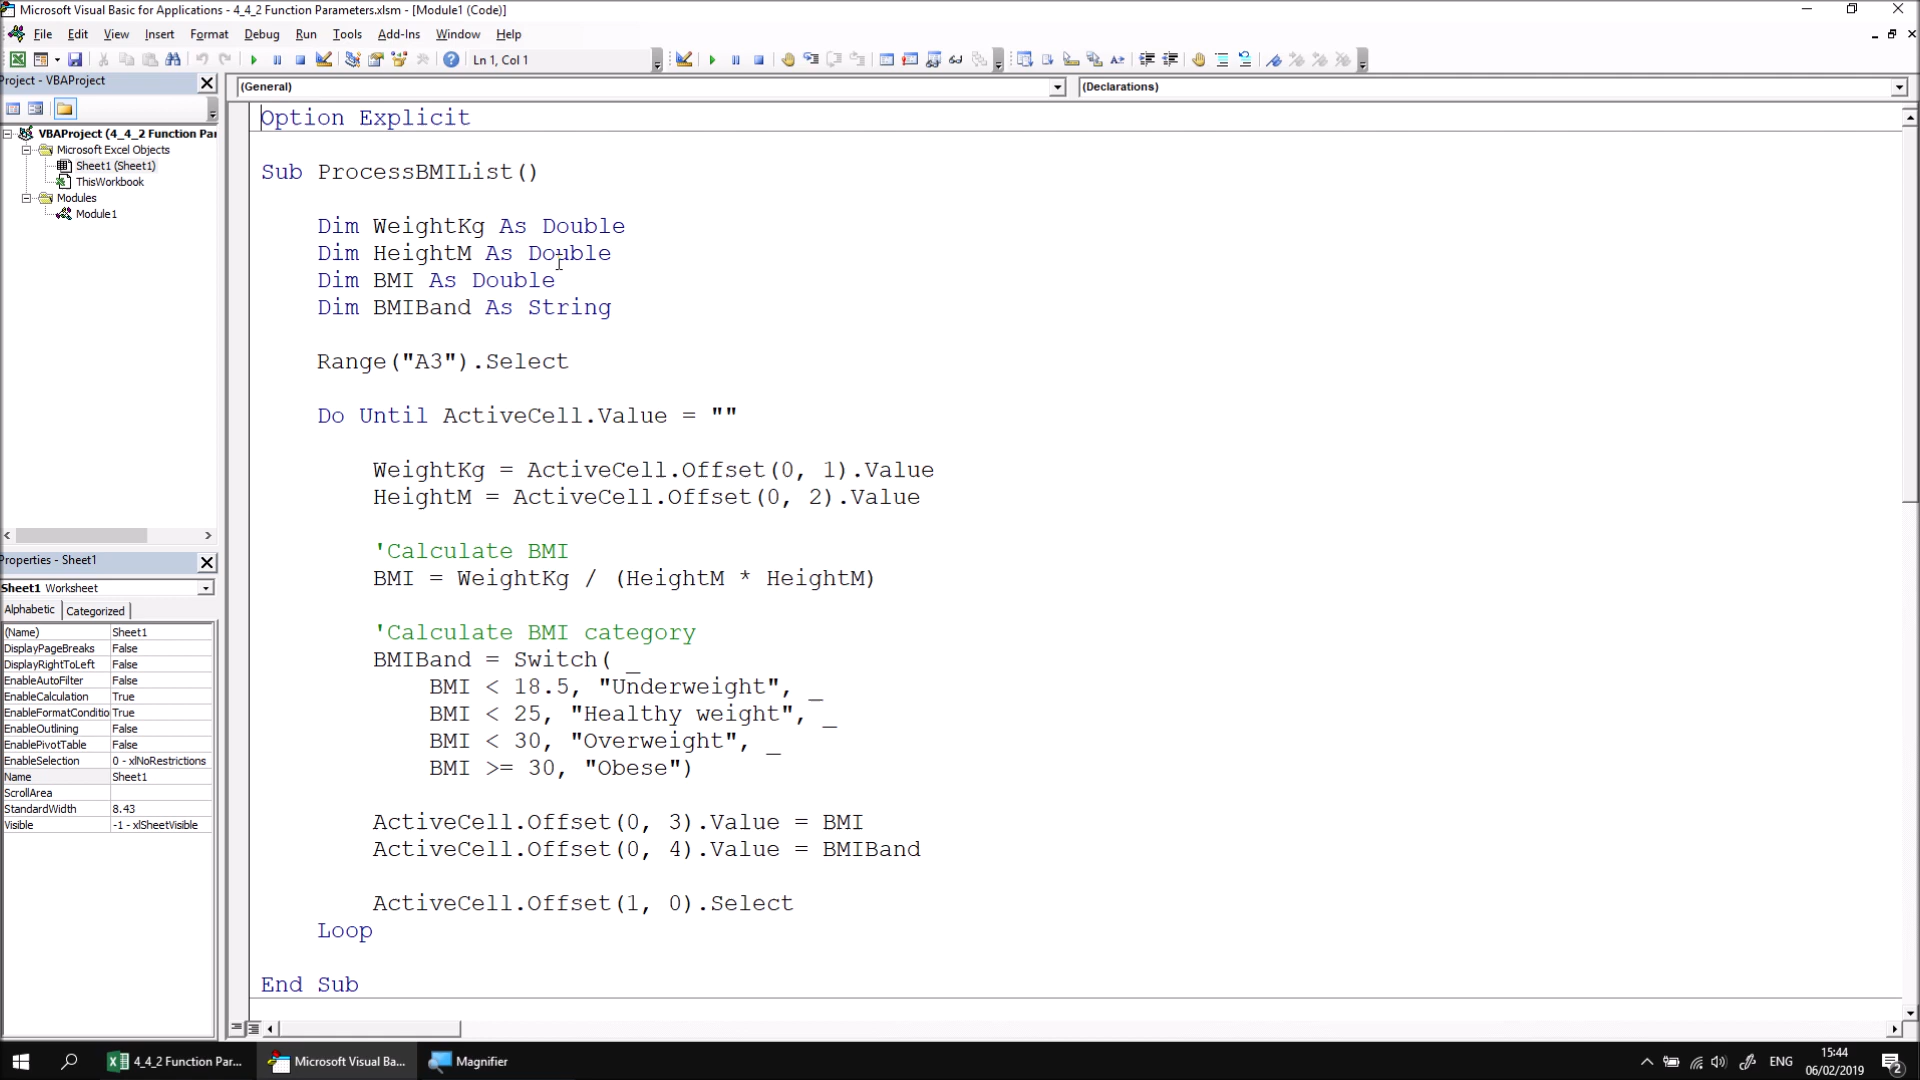 Microsoft Visual Basic for Applications - 4_4_2 Function Parameters.xlsm - [Module1 (Code)]
File Edit View Insert Format Debug Run Tools Add-Ins Window Help
Ln 1, Col 1
Project - VBAProject
VBAProject (4_4_2 Function Par
Microsoft Excel Objects
Sheet1 (Sheet1)
ThisWorkbook
Modules
Module1
Properties - Sheet1
Sheet1 Worksheet
Alphabetic Categorized
(Name) Sheet1
DisplayPageBreaks False
DisplayRightToLeft False
EnableAutoFilter False
EnableCalculation True
EnableFormatConditio True
EnableOutlining False
EnablePivotTable False
EnableSelection 0 - xlNoRestrictions
Name Sheet1
ScrollArea
StandardWidth 8.43
Visible -1 - xlSheetVisible
(General) (Declarations)
Option Explicit
Sub ProcessBMIList()
Dim WeightKg As Double
Dim HeightM As Double
Dim BMI As Double
Dim BMIBand As String
Range("A3").Select
Do Until ActiveCell.Value = ""
WeightKg = ActiveCell.Offset(0, 1).Value
HeightM = ActiveCell.Offset(0, 2).Value
'Calculate BMI
BMI = WeightKg / (HeightM * HeightM)
'Calculate BMI category
BMIBand = Switch( _
BMI < 18.5, "Underweight", _
BMI < 25, "Healthy weight", _
BMI < 30, "Overweight", _
BMI >= 30, "Obese")
ActiveCell.Offset(0, 3).Value = BMI
ActiveCell.Offset(0, 4).Value = BMIBand
ActiveCell.Offset(1, 0).Select
Loop
End Sub
4_4_2 Function Par... Microsoft Visual Ba... Magnifier
ENG
15:44
06/02/2019
2